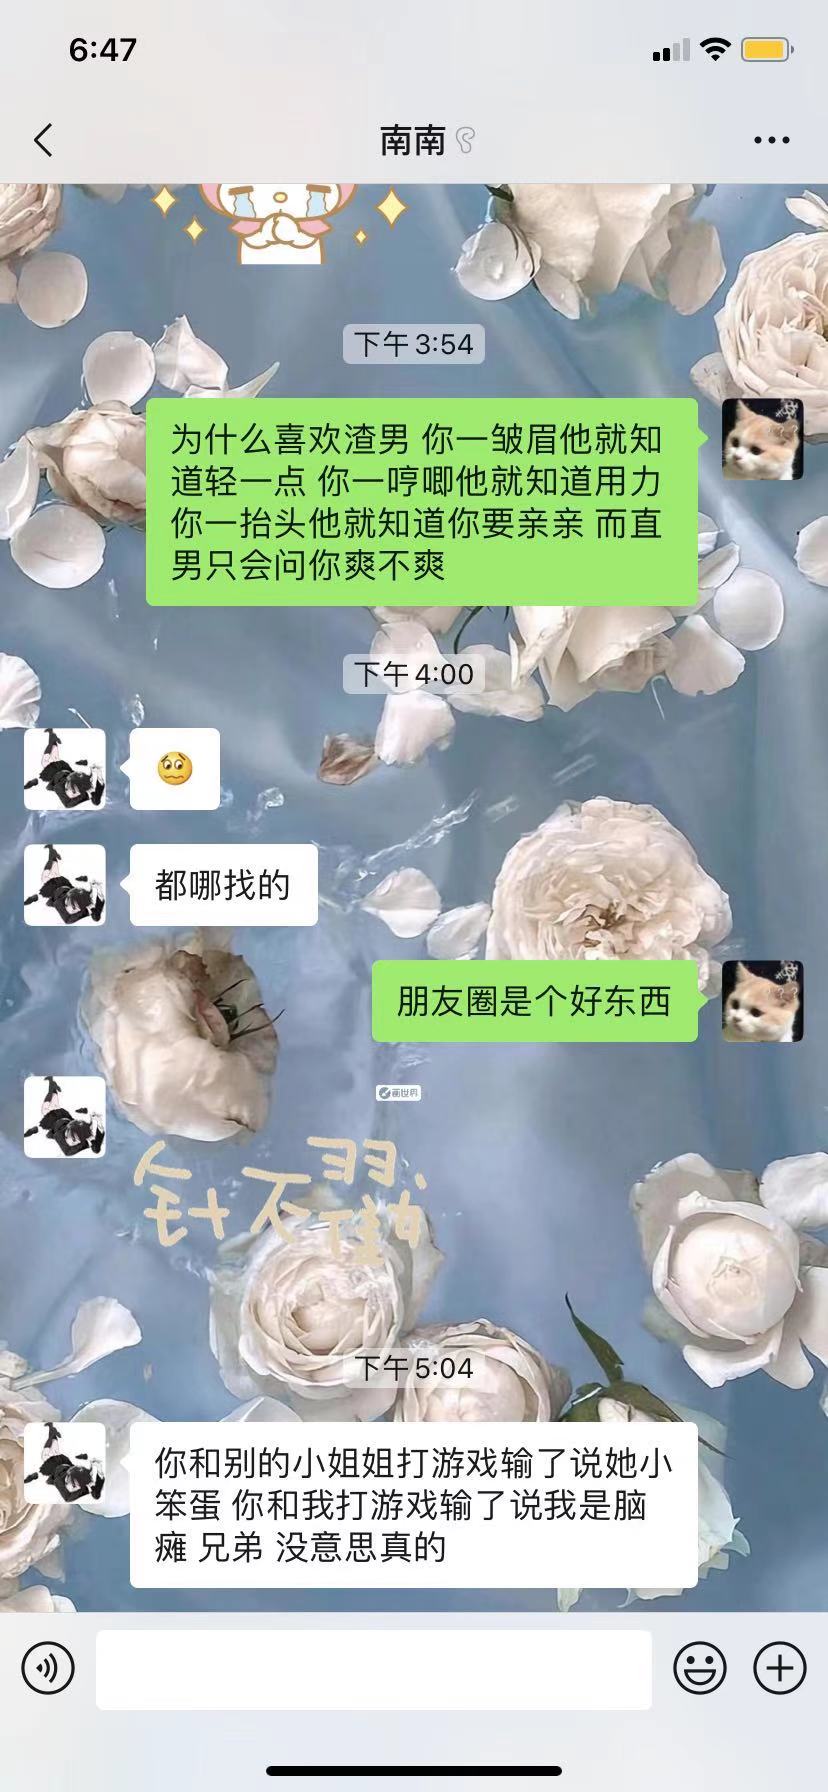 6:47
南南
下午3:54
为什么喜欢渣男 你一皱眉他就知
道轻一点 你一哼唧他就知道用力
你一抬头他就知道你要亲亲 而直
男只会问你爽不爽
下午4:00
都哪找的
朋友圈是个好东西
画世界
针不戳
下午5:04
你和别的小姐姐打游戏输了说她小
笨蛋 你和我打游戏输了说我是脑
瘫 兄弟 没意思真的